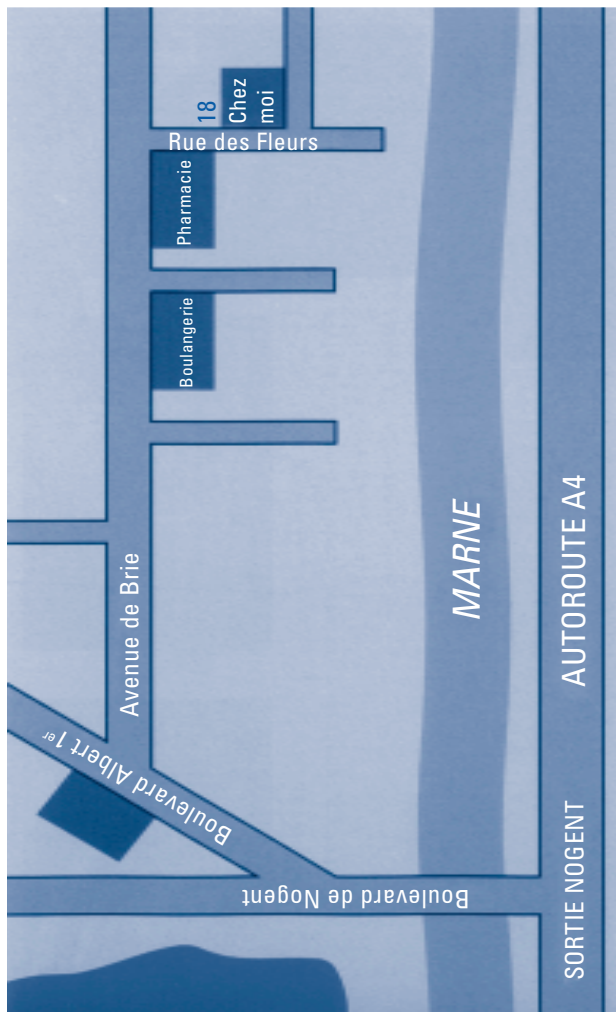 18
Chez
moi
Rue des Fleurs
Pharmacie
Boulangerie
MARNE
AUTOROUTE A4
Avenue de Brie
Boulevard Albert 1er
Boulevard de Nogent
SORTIE NOGENT